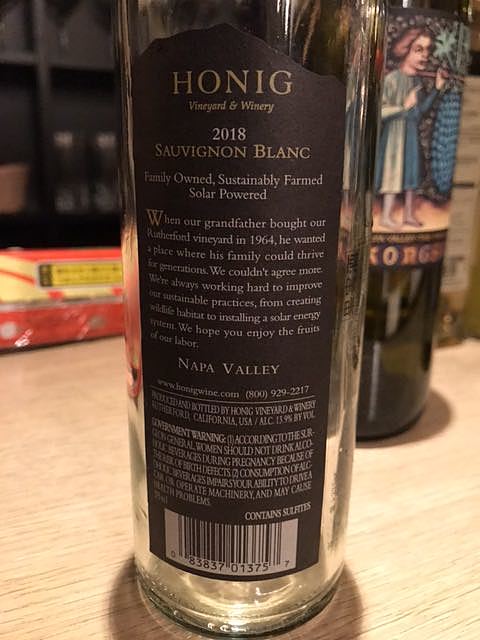 HONIG
Vineyard & Winery
2018
SAUVIGNON BLANC
Family Owned, Sustainably Farmed
Solar Powered
When our grandfather bought our
Rutherford vineyard in 1964, he wanted
a place where his family could thrive
for generations. We couldn't agree more.
We're always working hard to improve
our sustainable practices, from creating
wildlife habitat to installing a solar energy
system. We hope you enjoy the fruits
of our labor.
NAPA VALLEY
www.honigwine.com (800) 929-2217
PRODUCED AND BOTTLED BY HONIG VINEYARD & WINERY
RUTHERFORD, CALIFORNIA, USA / ALC. 13.9% BY VOL.
GOVERNMENT WARNING: (1) ACCORDING TO THE SUR-
GEON GENERAL, WOMEN SHOULD NOT DRINK ALCO-
HOLIC BEVERAGES DURING PREGNANCY BECAUSE OF
THE RISK OF BIRTH DEFECTS. (2) CONSUMPTION OF ALC-
OHOLIC BEVERAGES IMPAIRS YOUR ABILITY TO DRIVE A
CAR OR OPERATE MACHINERY, AND MAY CAUSE
HEALTH PROBLEMS.
CONTAINS SULFITES
0 83837 01375 7
KORGS